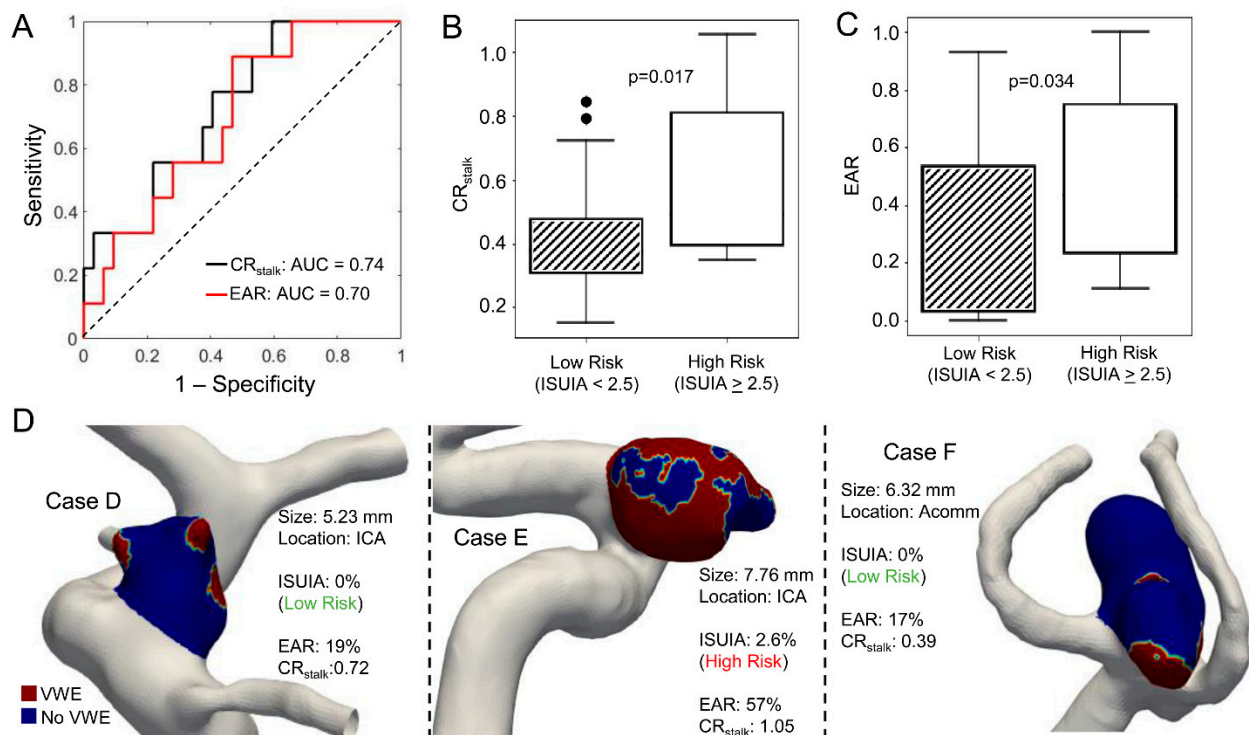 A
1
0.8
0.6
0.4
0.2
0
0
0.2
0.4
0.6
0.8
1
Sensitivity
1 – Specificity
CRstalk: AUC = 0.74
EAR: AUC = 0.70
B
1.0
0.8
0.6
0.4
0.2
CRstalk
p=0.017
Low Risk
(ISUIA < 2.5)
High Risk
(ISUIA ≥ 2.5)
C
1.0
0.8
0.6
0.4
0.2
0.0
EAR
p=0.034
Low Risk
(ISUIA < 2.5)
High Risk
(ISUIA ≥ 2.5)
D
Case D
Size: 5.23 mm
Location: ICA
ISUIA: 0%
(Low Risk)
EAR: 19%
CRstalk:0.72
VWE
No VWE
Case E
Size: 7.76 mm
Location: ICA
ISUIA: 2.6%
(High Risk)
EAR: 57%
CRstalk: 1.05
Case F
Size: 6.32 mm
Location: Acomm
ISUIA: 0%
(Low Risk)
EAR: 17%
CRstalk: 0.39